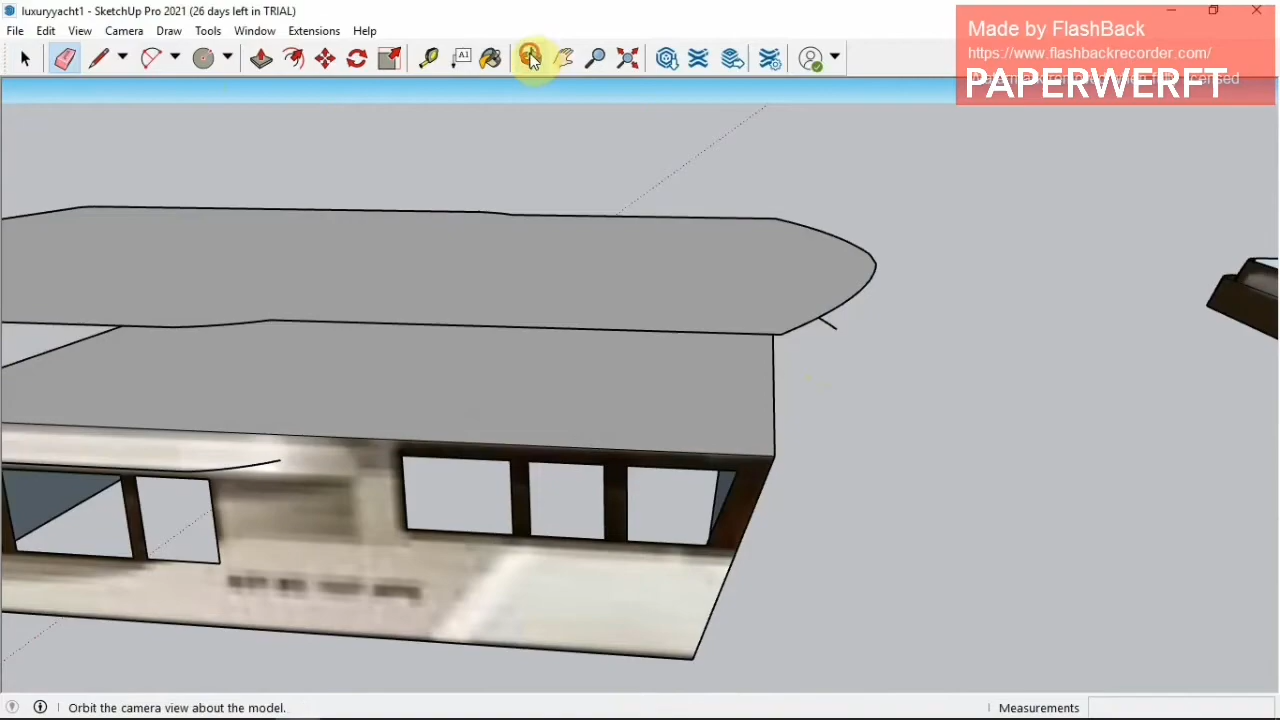 luxuryyacht1 - SketchUp Pro 2021 (26 days left in TRIAL)
File Edit View Camera Draw Tools Window Extensions Help
Made by FlashBack
https://www.flashbackrecorder.com/
PAPERWERFT
A1
Orbit the camera view about the model.
Measurements